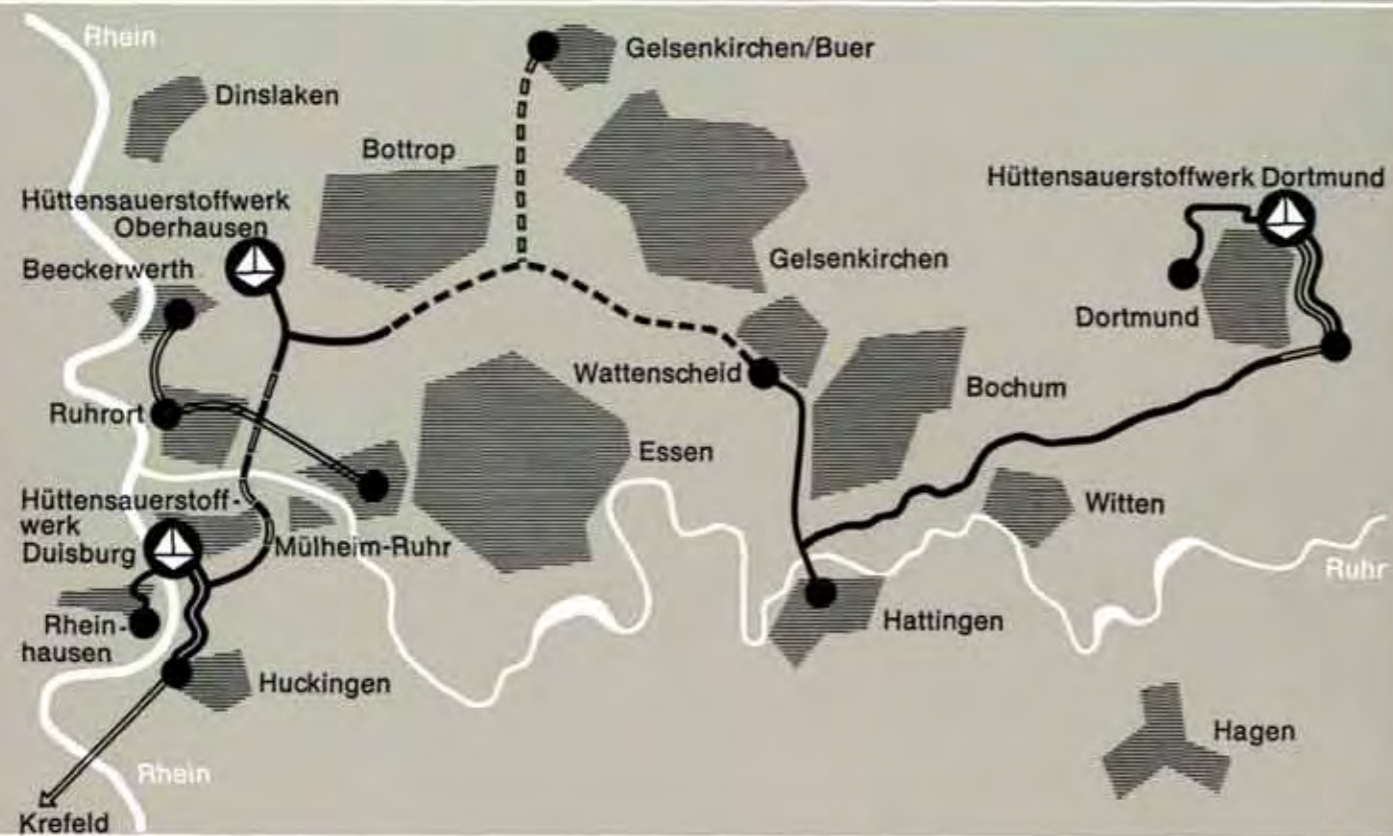 Rhein
Gelsenkirchen/Buer
Dinslaken
Bottrop
Hüttensauerstoffwerk Dortmund
Hüttensauerstoffwerk
Oberhausen
Beeckerwerth
Gelsenkirchen
Dortmund
Wattenscheid
Bochum
Ruhrort
Essen
Hüttensauerstoff-
werk
Duisburg
Witten
Mülheim-Ruhr
Ruhr
Rhein-
hausen
Hattingen
Huckingen
Hagen
Rhein
Krefeld